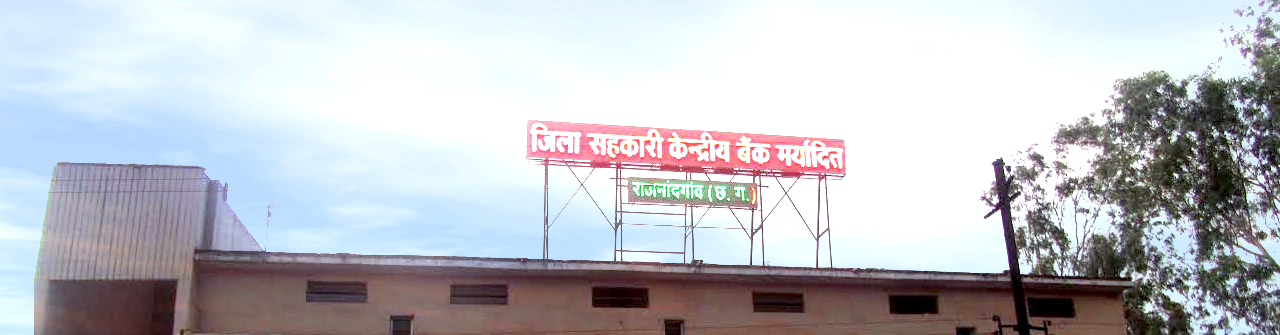 जिला सहकारी केन्द्रीय बैंक मर्यादित
राजनांदगांव (छ. ग.)